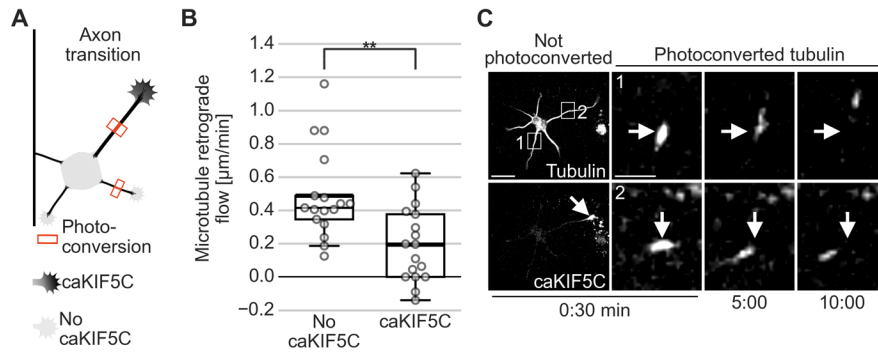 A
Axon
transition
Photo-
conversion
caKIF5C
No
caKIF5C
B
Microtubule retrograde
flow [μm/min]
1.4
1.2
1.0
0.8
0.6
0.4
0.2
0.0
−0.2
**
No
caKIF5C
caKIF5C
C
Not
photoconverted
Photoconverted tubulin
1
2
Tubulin
1
caKIF5C
2
0:30 min
5:00
10:00